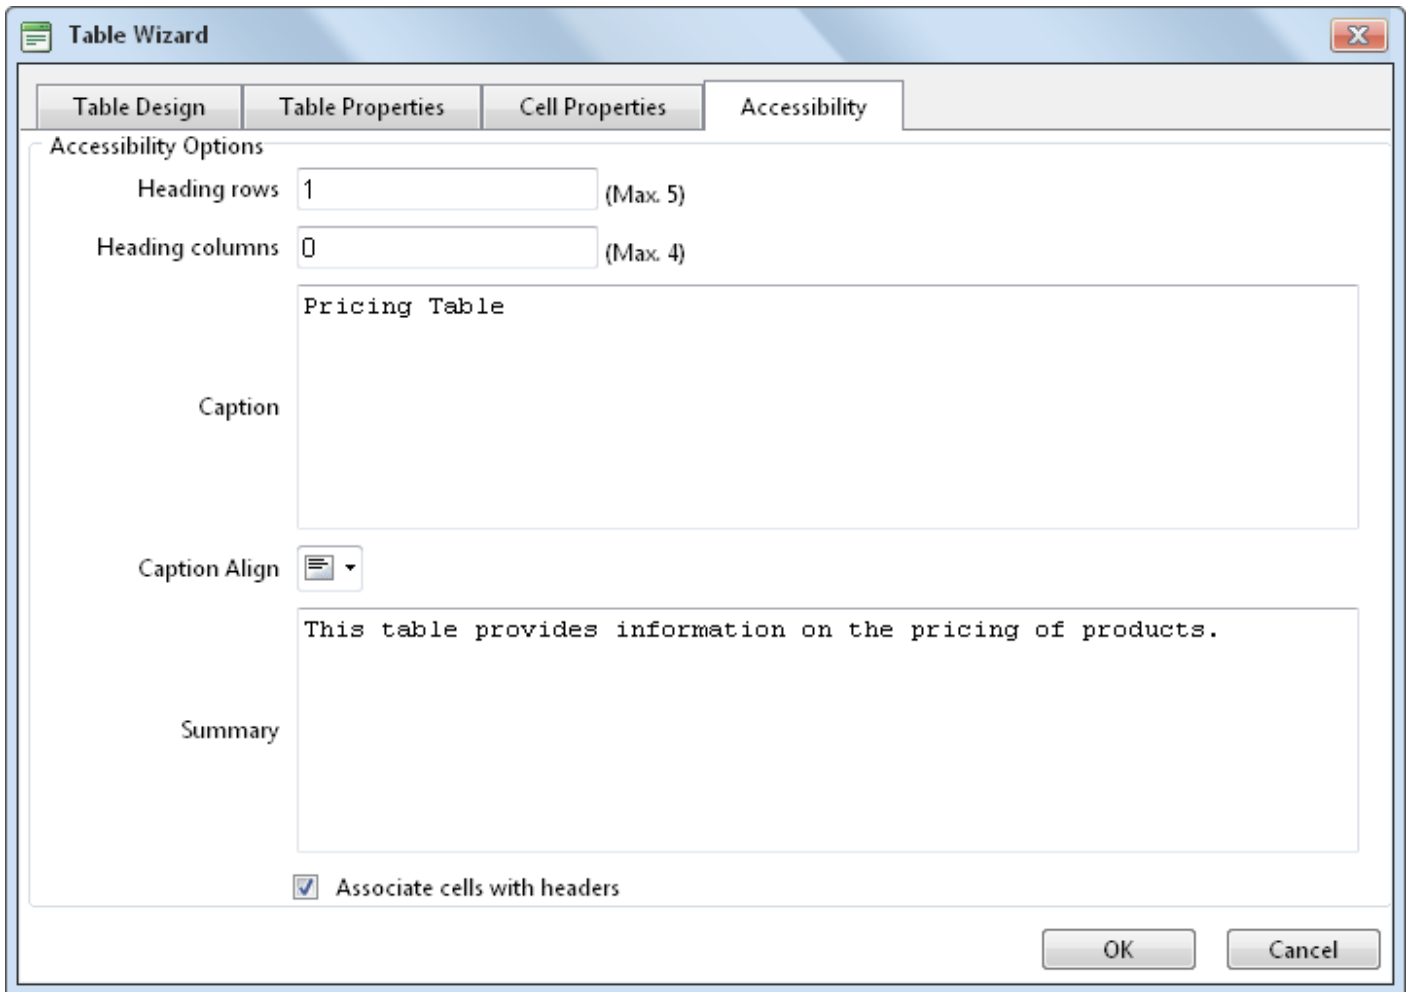 Table Wizard
Table Design Table Properties Cell Properties Accessibility
Accessibility Options
Heading rows 1 (Max. 5)
Heading columns 0 (Max. 4)
Pricing Table
Caption
Caption Align
This table provides information on the pricing of products.
Summary
Associate cells with headers
OK Cancel